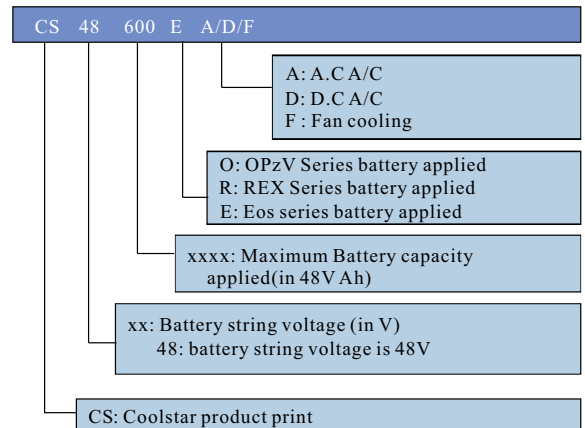 CS 48 600 E A/D/F
A: A.C A/C
D: D.C A/C
F : Fan cooling
O: OPzV Series battery applied
R: REX Series battery applied
E: Eos series battery applied
xxxx: Maximum Battery capacity
applied(in 48V Ah)
xx: Battery string voltage (in V)
48: battery string voltage is 48V
CS: Coolstar product print